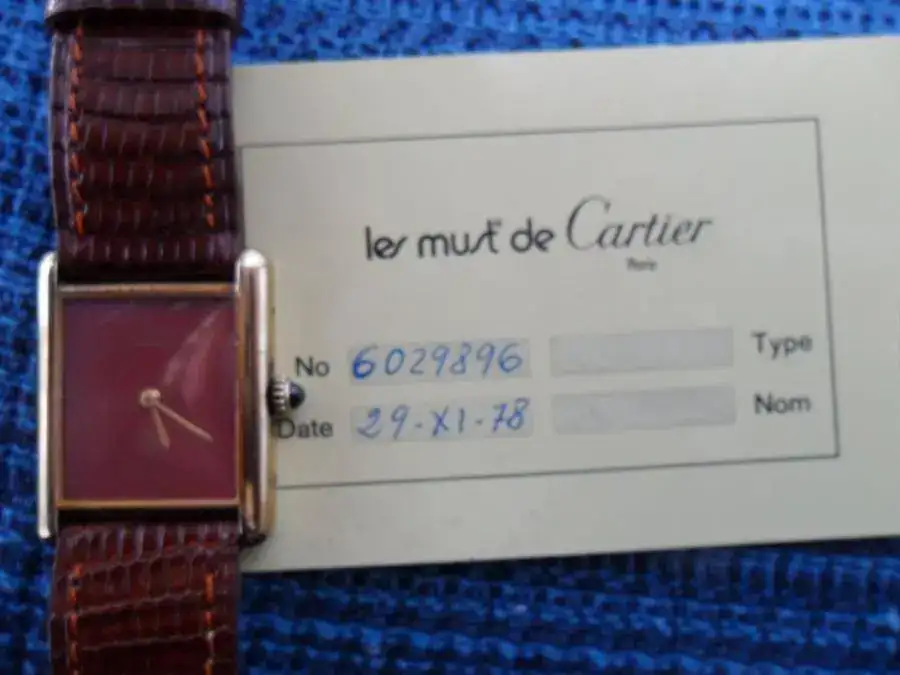 les must de Cartier
Paris
No 6029896 Type
Date 29-XI-78 Nom